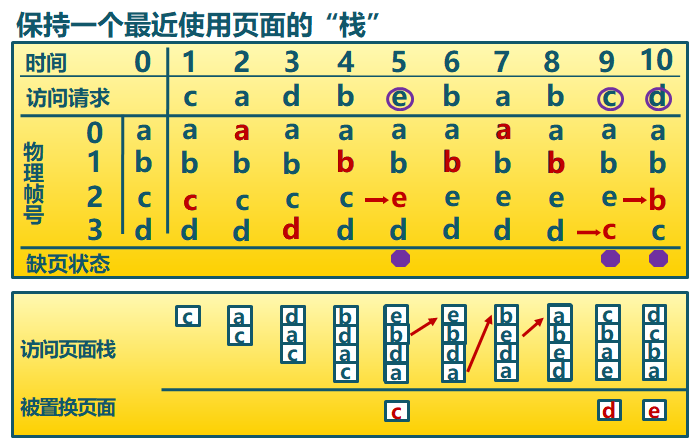 保持一个最近使用页面的“栈”
时间 0 1 2 3 4 5 6 7 8 9 10
访问请求 c a d b e b a b c d
物理帧号
0 a a a a a a a a a a a
1 b b b b b b b b b b b
2 c c c c c →e e e e e →b
3 d d d d d d d d d →c c
缺页状态
访问页面栈
c a d b e e b a c d
c a d b b e b b c
c a d d d e a b
c a a a d e a
被置换页面 c d e